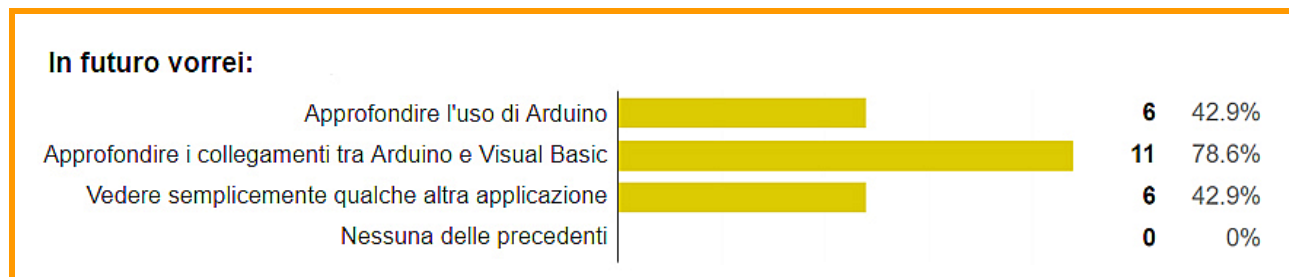 In futuro vorrei:
Approfondire l'uso di Arduino 6 42.9%
Approfondire i collegamenti tra Arduino e Visual Basic 11 78.6%
Vedere semplicemente qualche altra applicazione 6 42.9%
Nessuna delle precedenti 0 0%